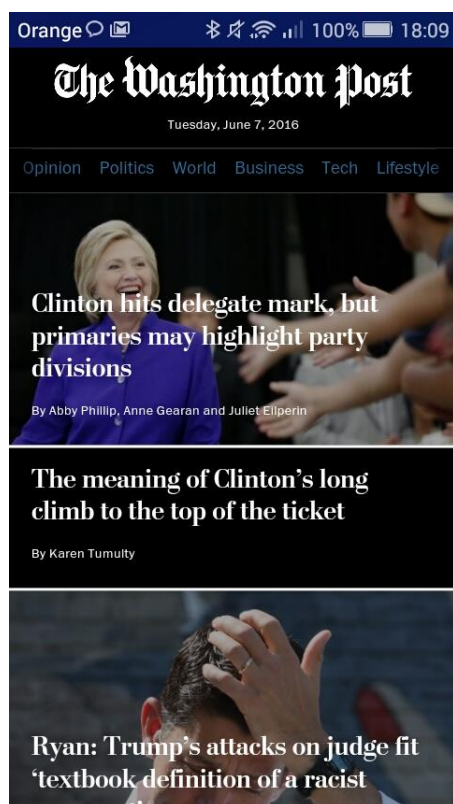 Orange 100% 18:09
The Washington Post
Tuesday, June 7, 2016
Opinion Politics World Business Tech Lifestyle
Clinton hits delegate mark, but
primaries may highlight party
divisions
By Abby Phillip, Anne Gearan and Juliet Eilperin
The meaning of Clinton's long
climb to the top of the ticket
By Karen Tumulty
Ryan: Trump's attacks on judge fit
'textbook definition of a racist